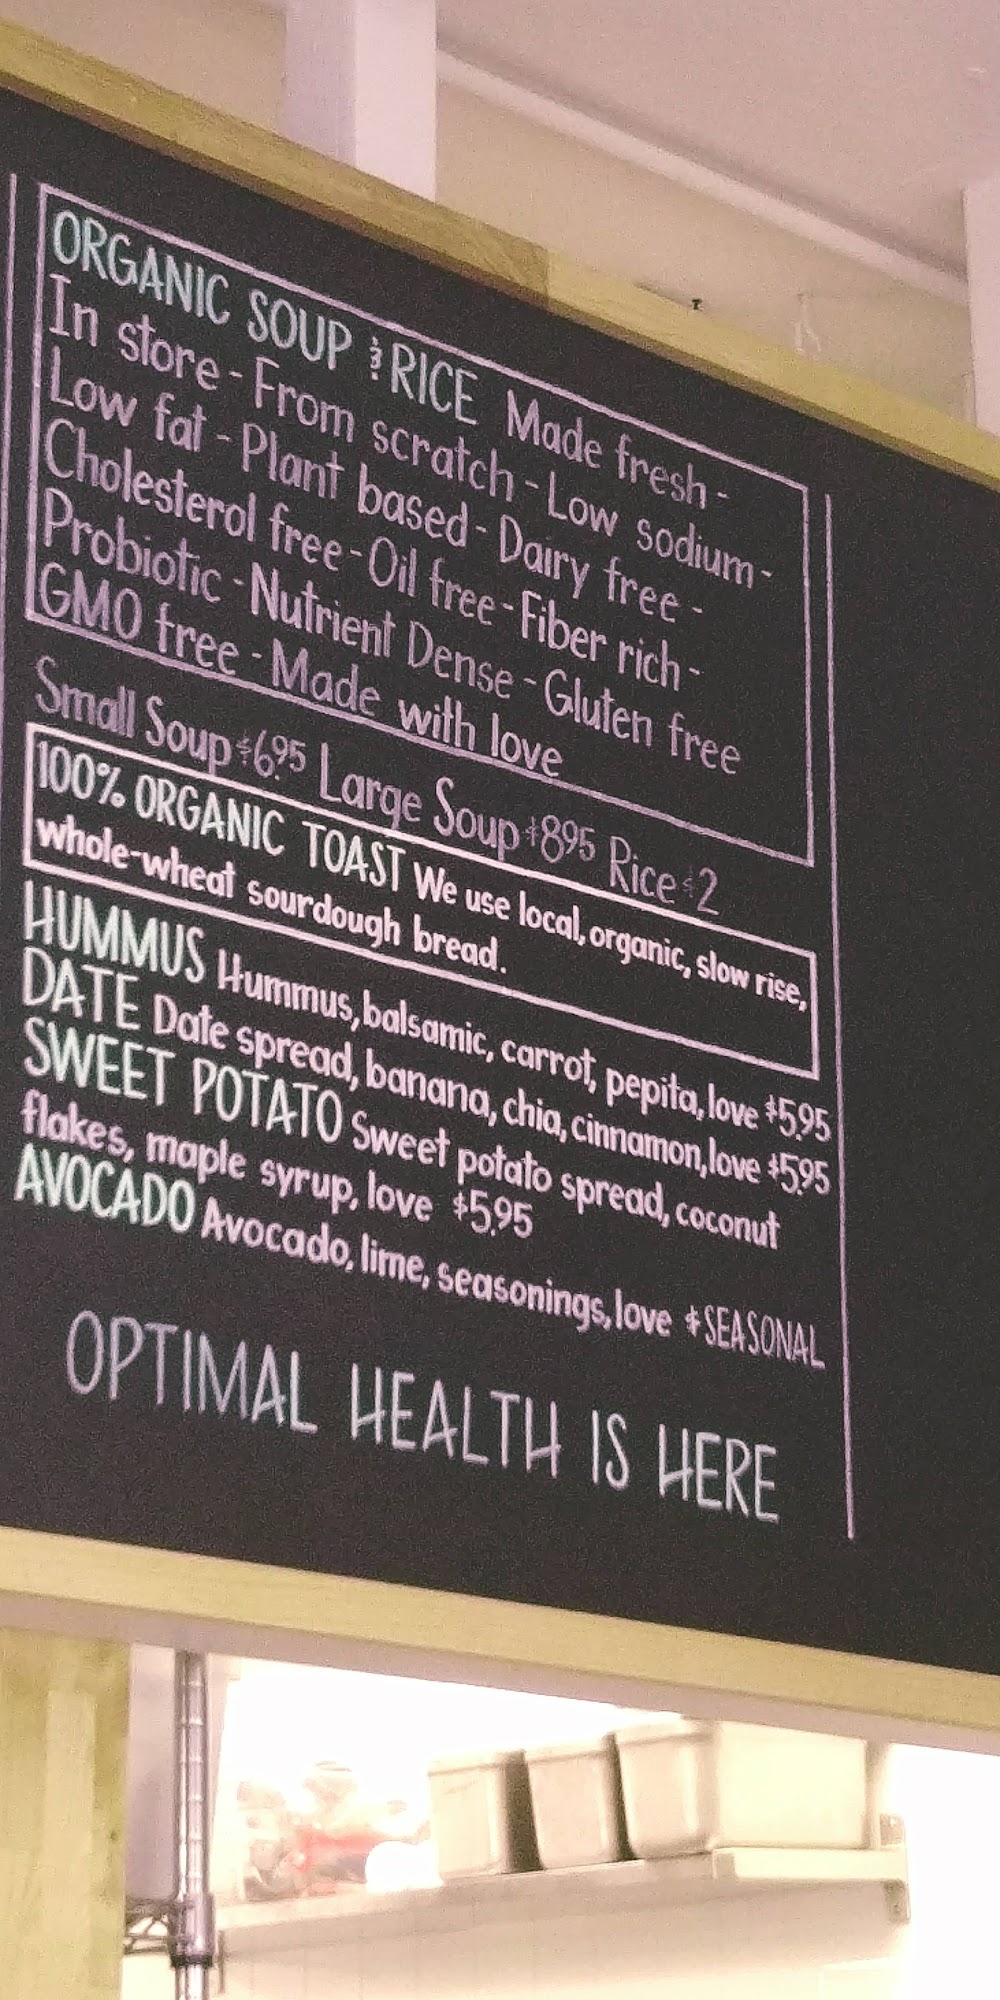 ORGANIC SOUP & RICE Made fresh -
In store - From scratch - Low sodium -
Low fat - Plant based - Dairy free -
Cholesterol free - Oil free - Fiber rich -
Probiotic - Nutrient Dense - Gluten free
GMO free - Made with love
Small Soup $6.95 Large Soup $8.95 Rice $2
100% ORGANIC TOAST We use local, organic, slow rise,
whole-wheat sourdough bread.
HUMMUS Hummus, balsamic, carrot, pepita, love $5.95
DATE Date spread, banana, chia, cinnamon, love $5.95
SWEET POTATO Sweet potato spread, coconut
flakes, maple syrup, love $5.95
AVOCADO Avocado, lime, seasonings, love $SEASONAL
OPTIMAL HEALTH IS HERE